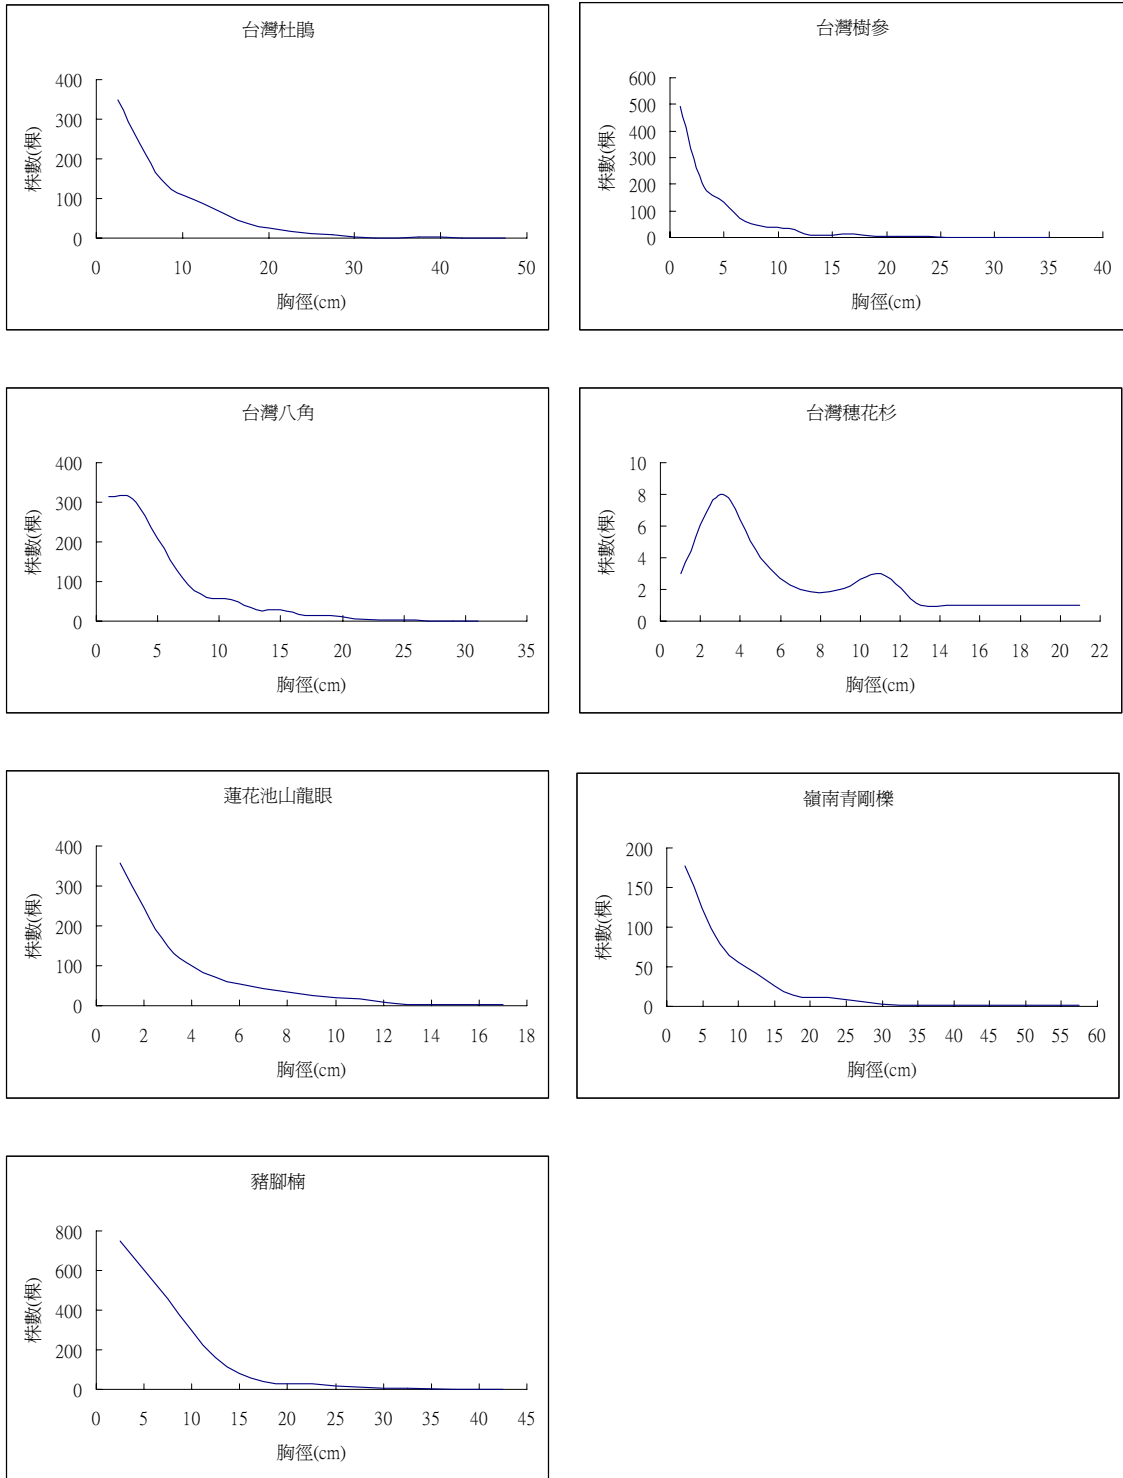 台灣杜鵑
400
300
200
100
0
株數(棵)
0 10 20 30 40 50
胸徑(cm)
台灣樹參
600
500
400
300
200
100
0
株數(棵)
0 5 10 15 20 25 30 35 40
胸徑(cm)
台灣八角
400
300
200
100
0
株數(棵)
0 5 10 15 20 25 30 35
胸徑(cm)
台灣穗花杉
10
8
6
4
2
0
株數(棵)
0 2 4 6 8 10 12 14 16 18 20 22
胸徑(cm)
蓮花池山龍眼
400
300
200
100
0
株數(棵)
0 2 4 6 8 10 12 14 16 18
胸徑(cm)
嶺南青剛櫟
200
150
100
50
0
株數(棵)
0 5 10 15 20 25 30 35 40 45 50 55 60
胸徑(cm)
豬腳楠
800
600
400
200
0
株數(棵)
0 5 10 15 20 25 30 35 40 45
胸徑(cm)